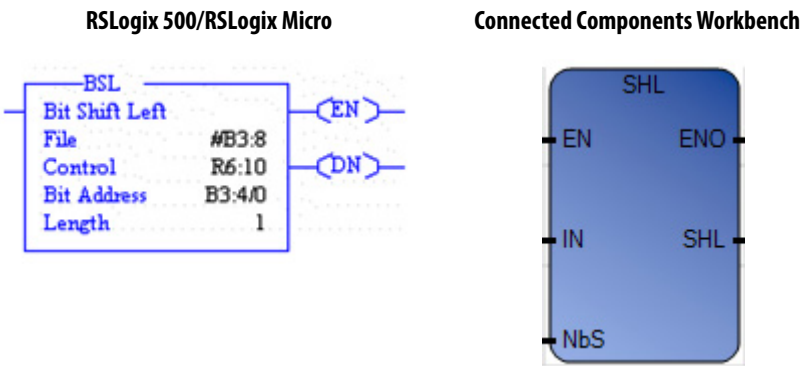 RSLogix 500/RSLogix Micro
Connected Components Workbench
BSL
Bit Shift Left
File #B3:8
Control R6:10
Bit Address B3:4/0
Length 1
EN
DN
SHL
EN ENO
IN SHL
NbS